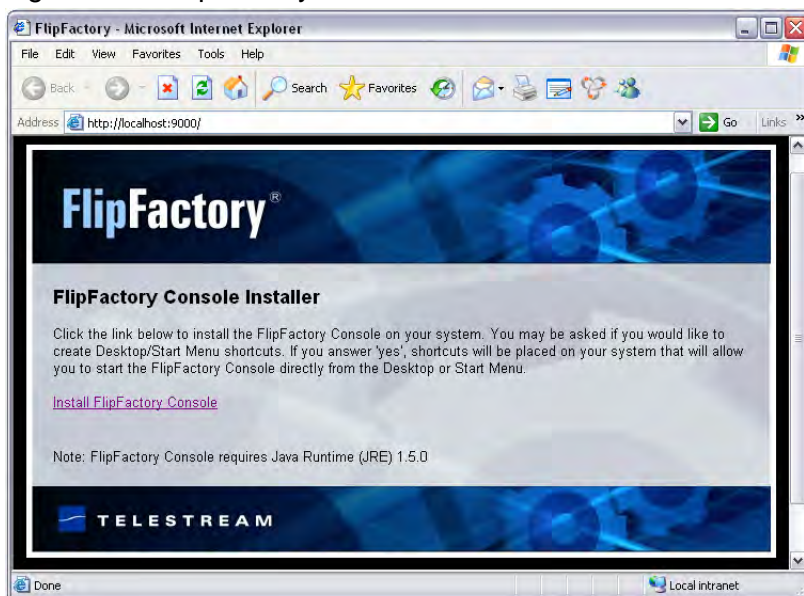 FlipFactory - Microsoft Internet Explorer
File Edit View Favorites Tools Help
Back Search Favorites
Address http://localhost:9000/ Go Links »
FlipFactory®
FlipFactory Console Installer
Click the link below to install the FlipFactory Console on your system. You may be asked if you would like to
create Desktop/Start Menu shortcuts. If you answer 'yes', shortcuts will be placed on your system that will allow
you to start the FlipFactory Console directly from the Desktop or Start Menu.
Install FlipFactory Console
Note: FlipFactory Console requires Java Runtime (JRE) 1.5.0
TELESTREAM
Done Local intranet